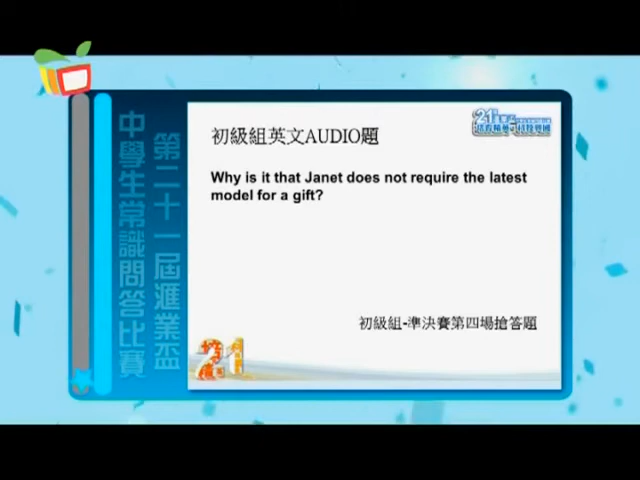 初級組英文AUDIO題
Why is it that Janet does not require the latest
model for a gift?
初級組-準決賽第四場搶答題
第二十一屆滙業盃
中學生常識問答比賽
21